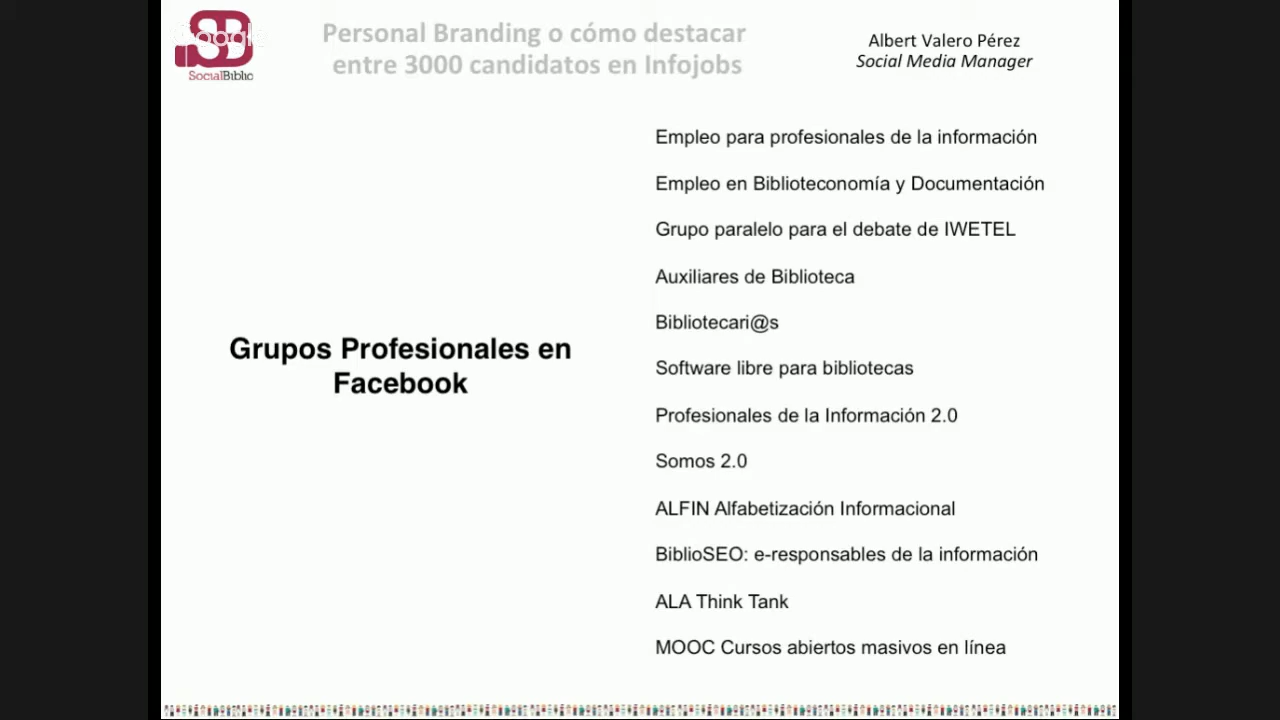 Google
SocialBiblio
Personal Branding o cómo destacar
entre 3000 candidatos en Infojobs
Albert Valero Pérez
Social Media Manager
Grupos Profesionales en
Facebook
Empleo para profesionales de la información
Empleo en Biblioteconomía y Documentación
Grupo paralelo para el debate de IWETEL
Auxiliares de Biblioteca
Bibliotecari@s
Software libre para bibliotecas
Profesionales de la Información 2.0
Somos 2.0
ALFIN Alfabetización Informacional
BiblioSEO: e-responsables de la información
ALA Think Tank
MOOC Cursos abiertos masivos en línea